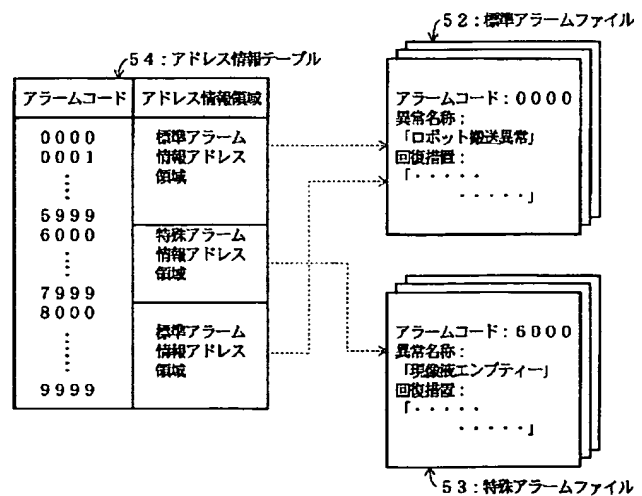 54:アドレス情報テーブル
アラームコード
アドレス情報領域
0000
0001
5999
6000
7999
8000
9999
標準アラーム
情報アドレス
領域
特殊アラーム
情報アドレス
領域
標準アラーム
情報アドレス
領域
52:標準アラームファイル
アラームコード:0000
異常名称:
「ロボット搬送異常」
回復措置:
「・・・・・
・・・・・」
アラームコード:6000
異常名称:
「現像液エンプティー」
回復措置:
「・・・・・
・・・・・」
53:特殊アラームファイル